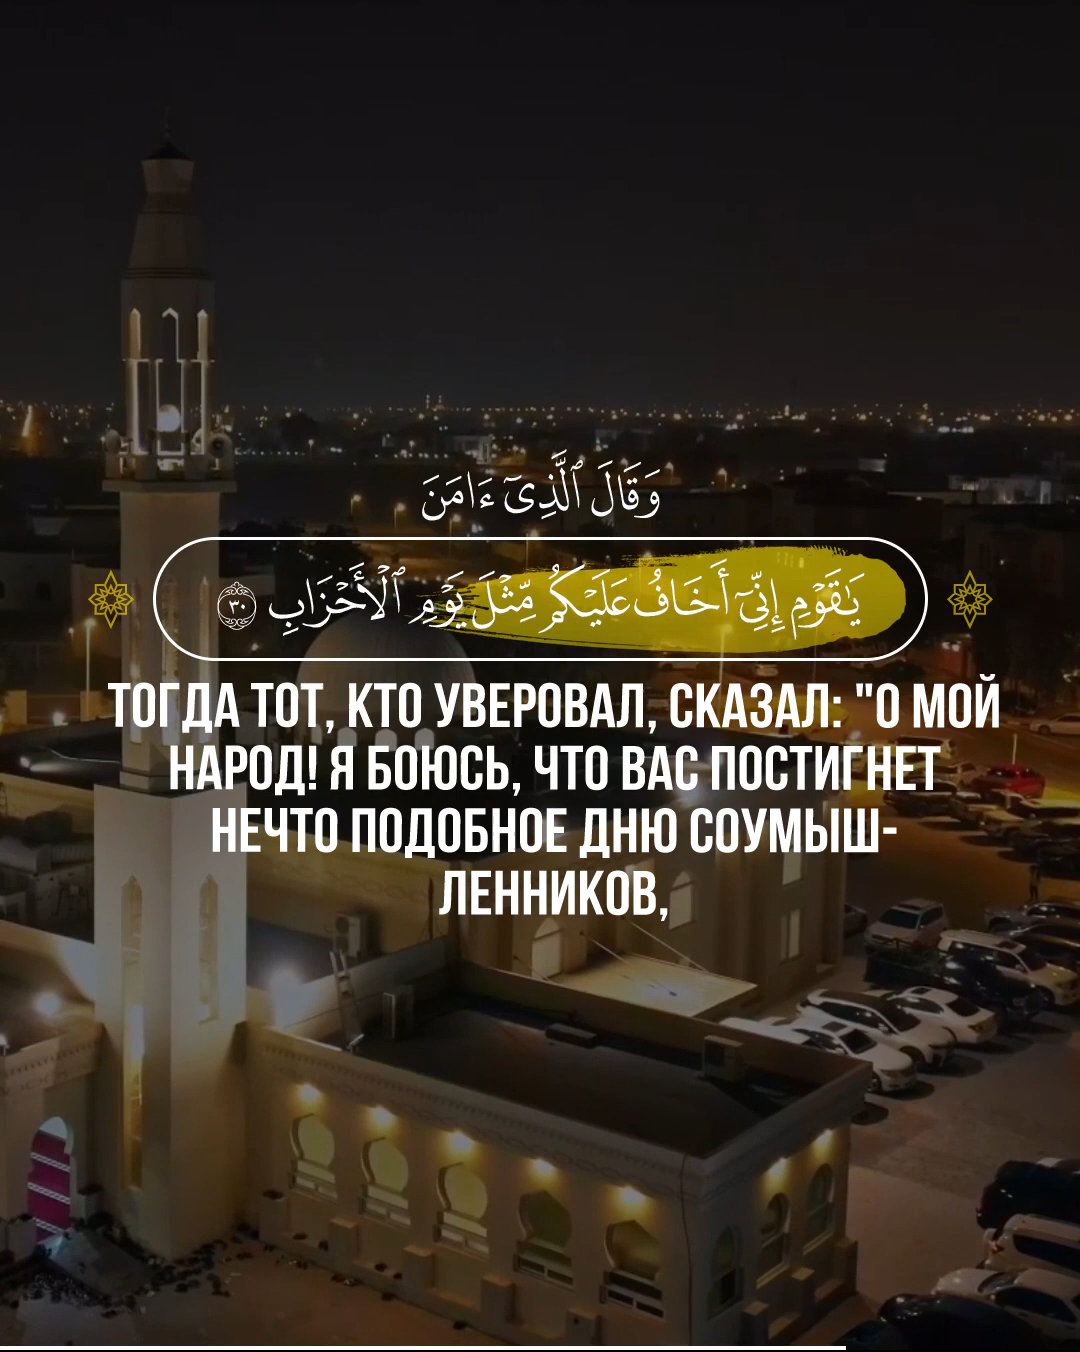 وَقَالَ ٱلَّذِىٓ ءَامَنَ
يَٰقَوْمِ إِنِّىٓ أَخَافُ عَلَيْكُم مِّثْلَ يَوْمِ ٱلْأَحْزَابِ ٣٠
ТОГДА ТОТ, КТО УВЕРОВАЛ, СКАЗАЛ: "О МОЙ
НАРОД! Я БОЮСЬ, ЧТО ВАС ПОСТИГНЕТ
НЕЧТО ПОДОБНОЕ ДНЮ СОУМЫШ-
ЛЕННИКОВ,